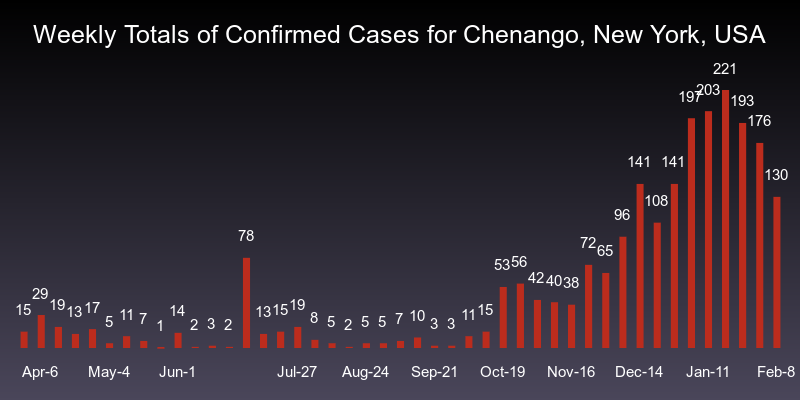 Weekly Totals of Confirmed Cases for Chenango, New York, USA
15 29 19 13 17 5 11 7 1 14 2 3 2 78 13 15 19 8 5 2 5 5 7 10 3 3 11 15 53 56 42 40 38 72 65 96 141 108 141 197 203 221 193 176 130
Apr-6 May-4 Jun-1 Jul-27 Aug-24 Sep-21 Oct-19 Nov-16 Dec-14 Jan-11 Feb-8